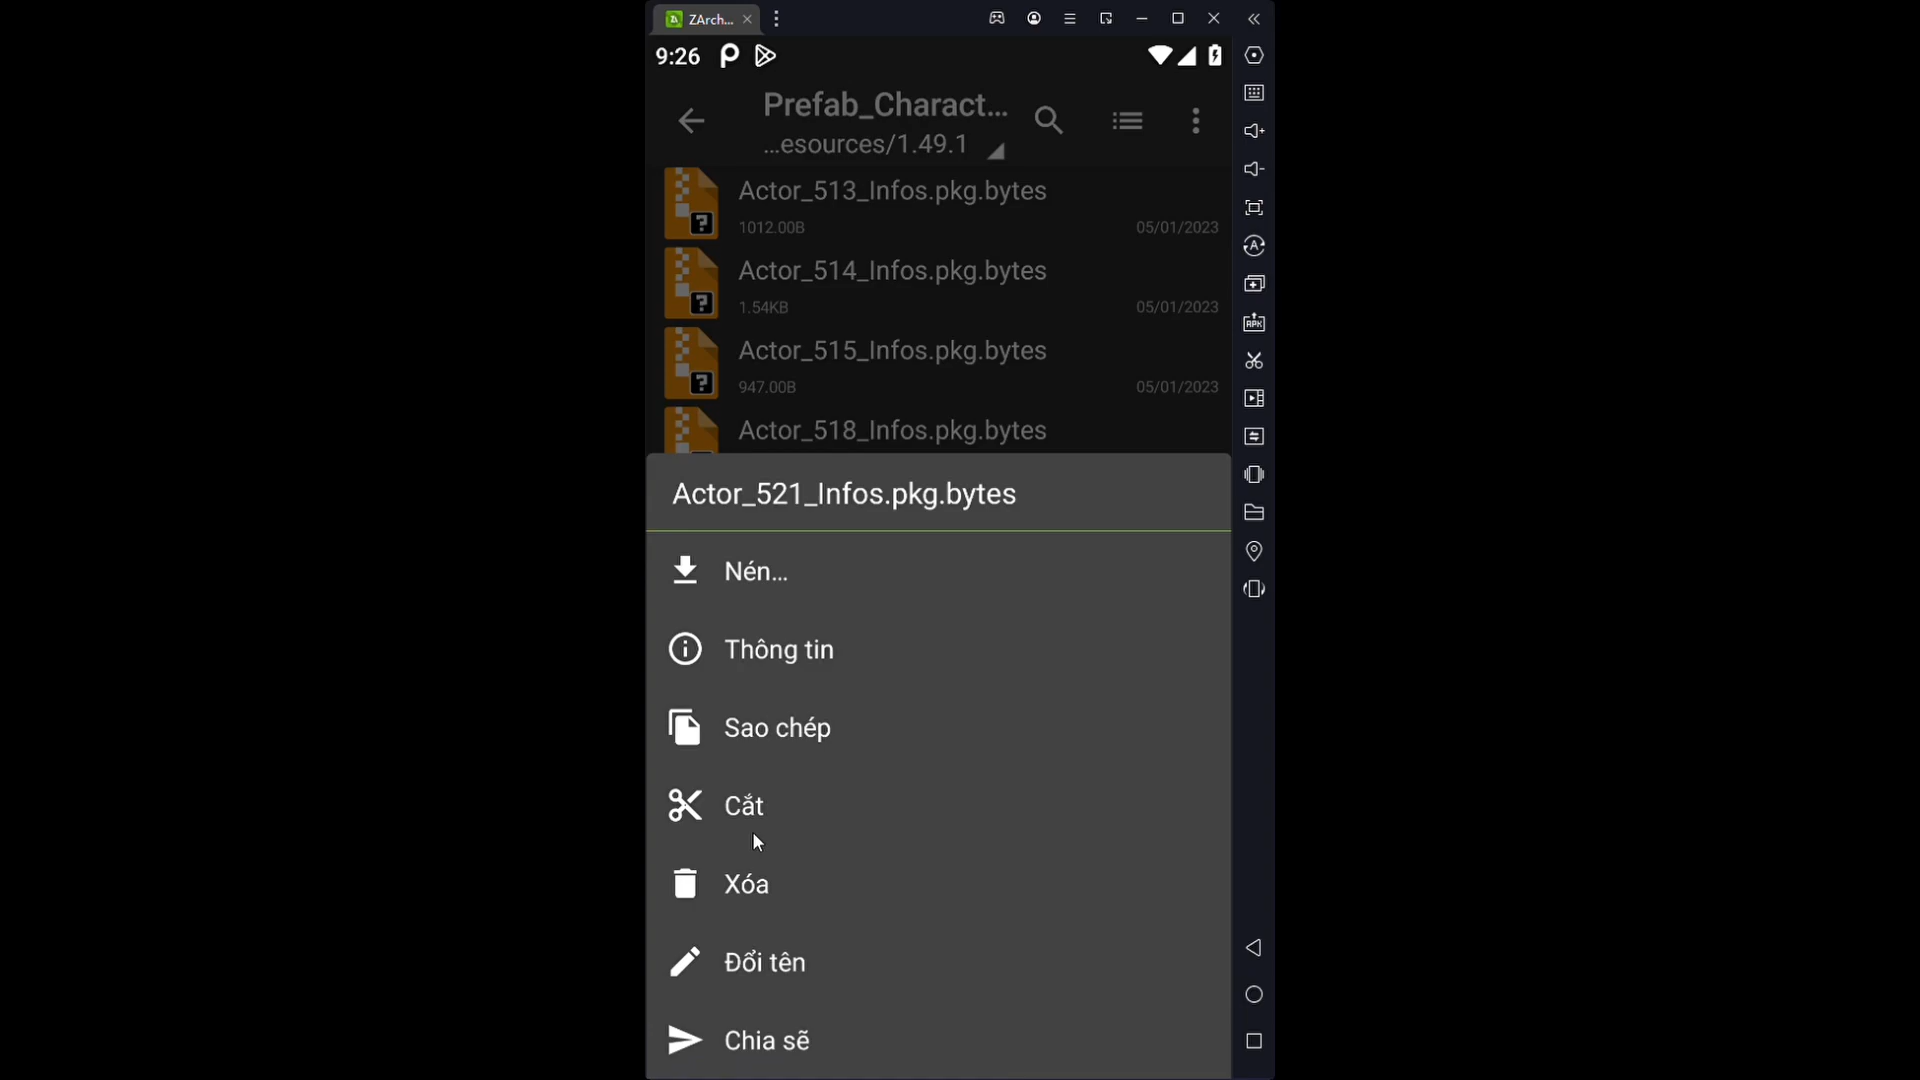 ZArch...
9:26
Prefab_Charact...
...esources/1.49.1
Actor_513_Infos.pkg.bytes
1012.00B 05/01/2023
Actor_514_Infos.pkg.bytes
1.54KB 05/01/2023
Actor_515_Infos.pkg.bytes
947.00B 05/01/2023
Actor_518_Infos.pkg.bytes
Actor_521_Infos.pkg.bytes
Nén...
Thông tin
Sao chép
Cắt
Xóa
Đổi tên
Chia sẽ
A
APK